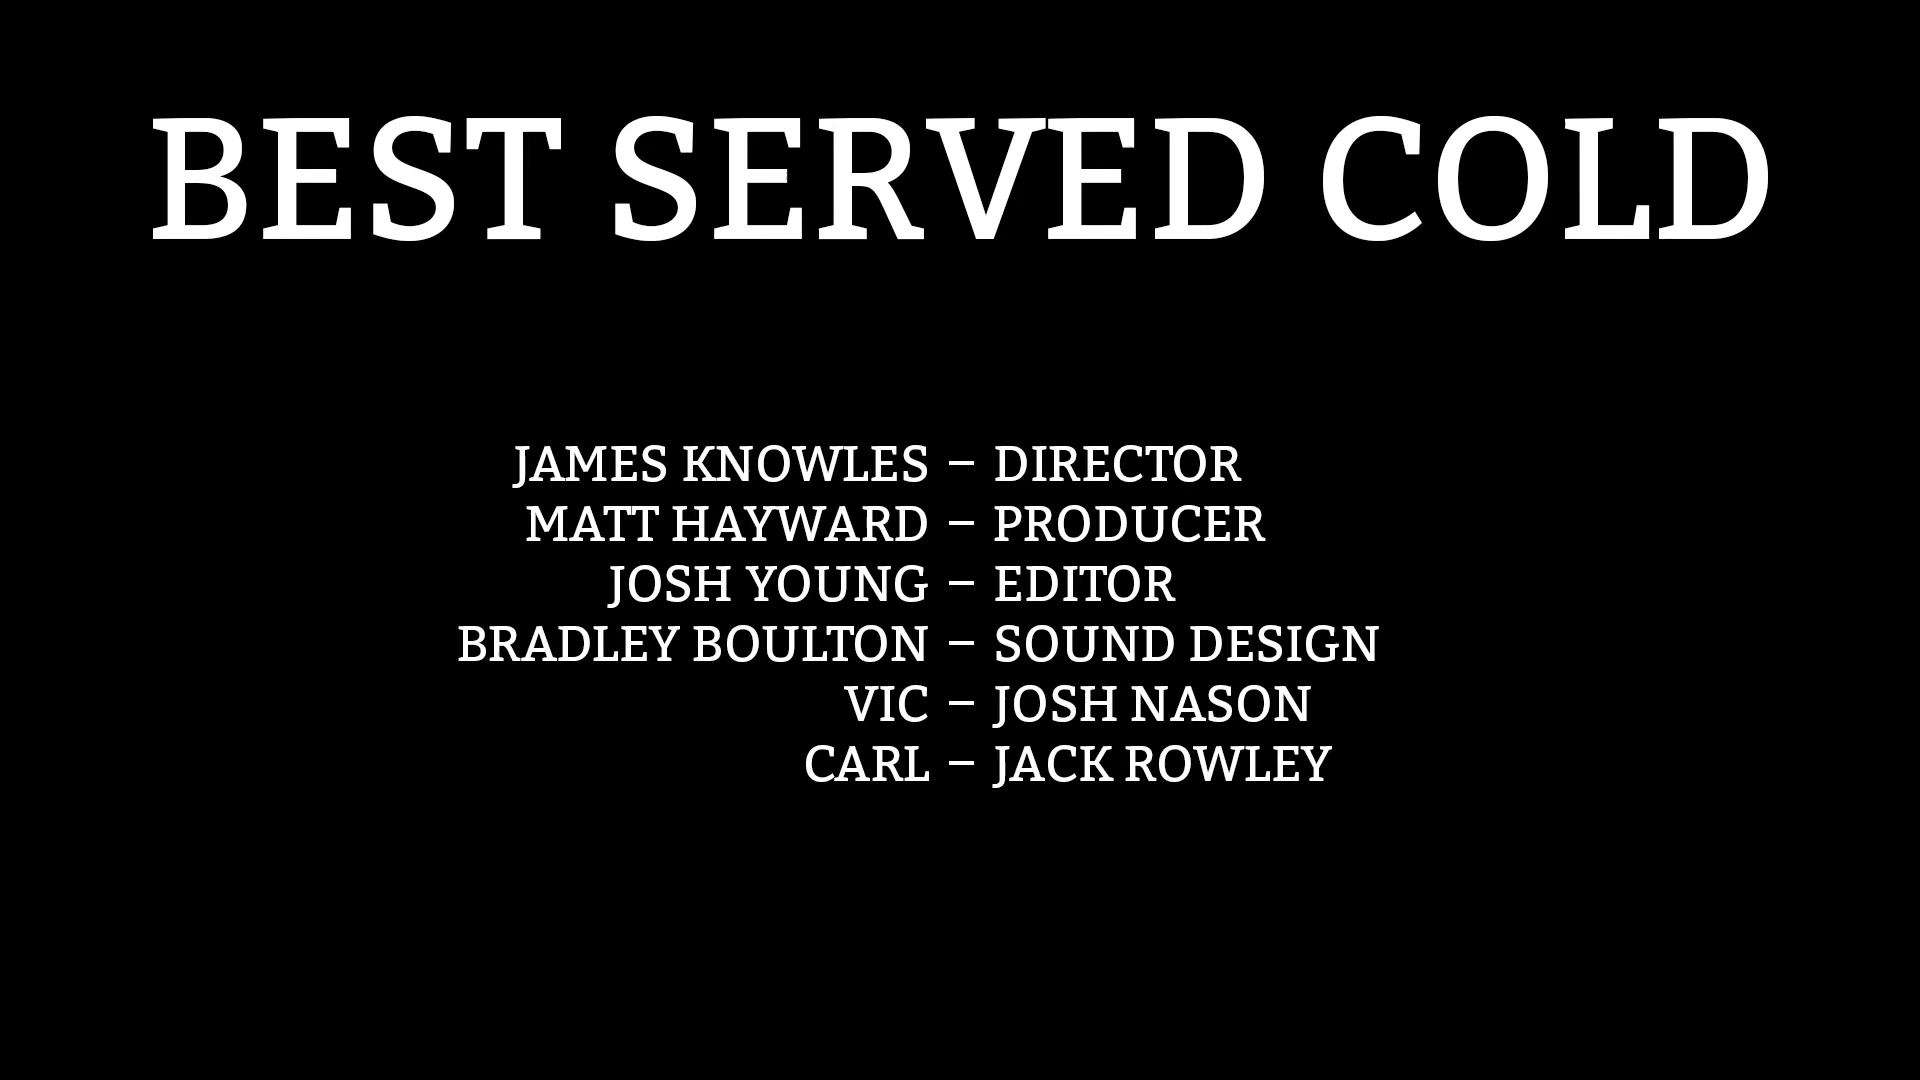 BEST SERVED COLD
JAMES KNOWLES – DIRECTOR
MATT HAYWARD – PRODUCER
JOSH YOUNG – EDITOR
BRADLEY BOULTON – SOUND DESIGN
VIC – JOSH NASON
CARL – JACK ROWLEY